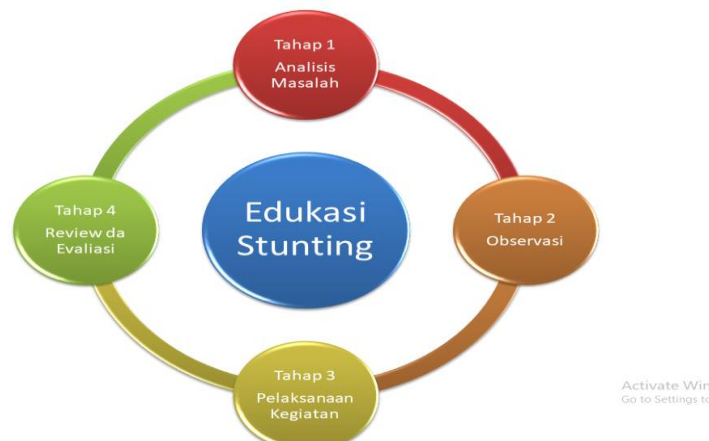 Tahap 1
Analisis
Masalah
Edukasi
Stunting
Tahap 2
Observasi
Tahap 3
Pelaksanaan
Kegiatan
Tahap 4
Review da
Evaliasi
Activate Win
Go to Settings to